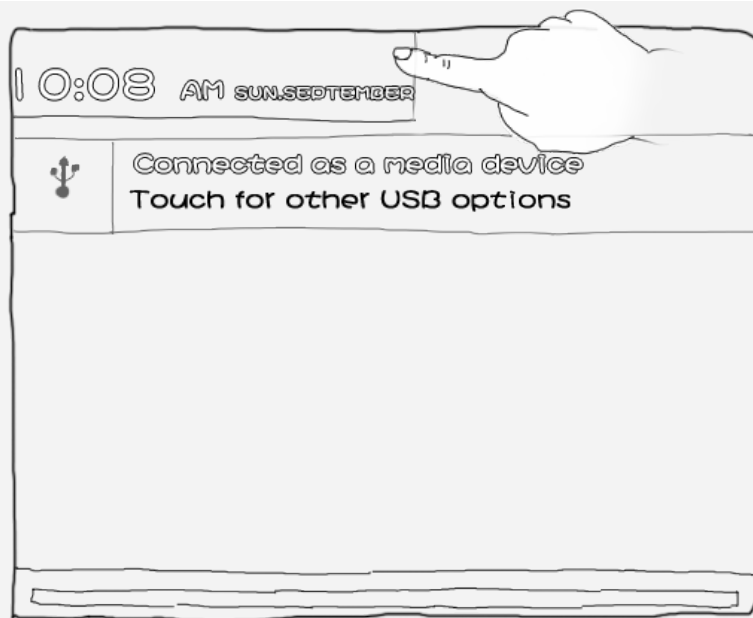 10:08 AM SUN.SEPTEMBER
Connected as a media device
Touch for other USB options